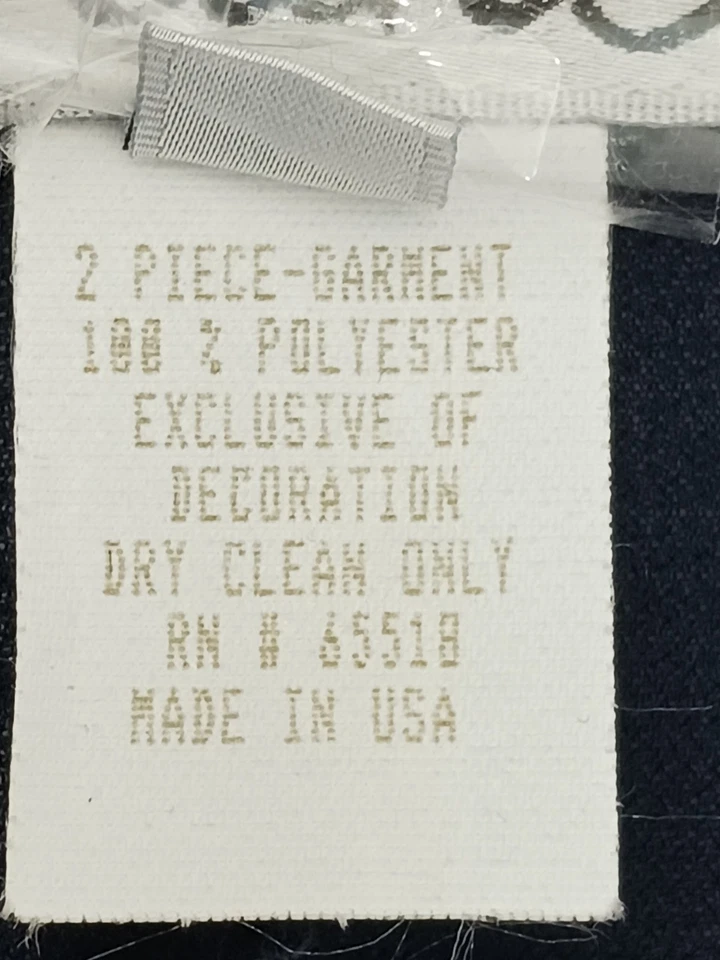 2 PIECE-GARMENT
100 % POLYESTER
EXCLUSIVE OF
DECORATION
DRY CLEAN ONLY
RN # 65518
MADE IN USA